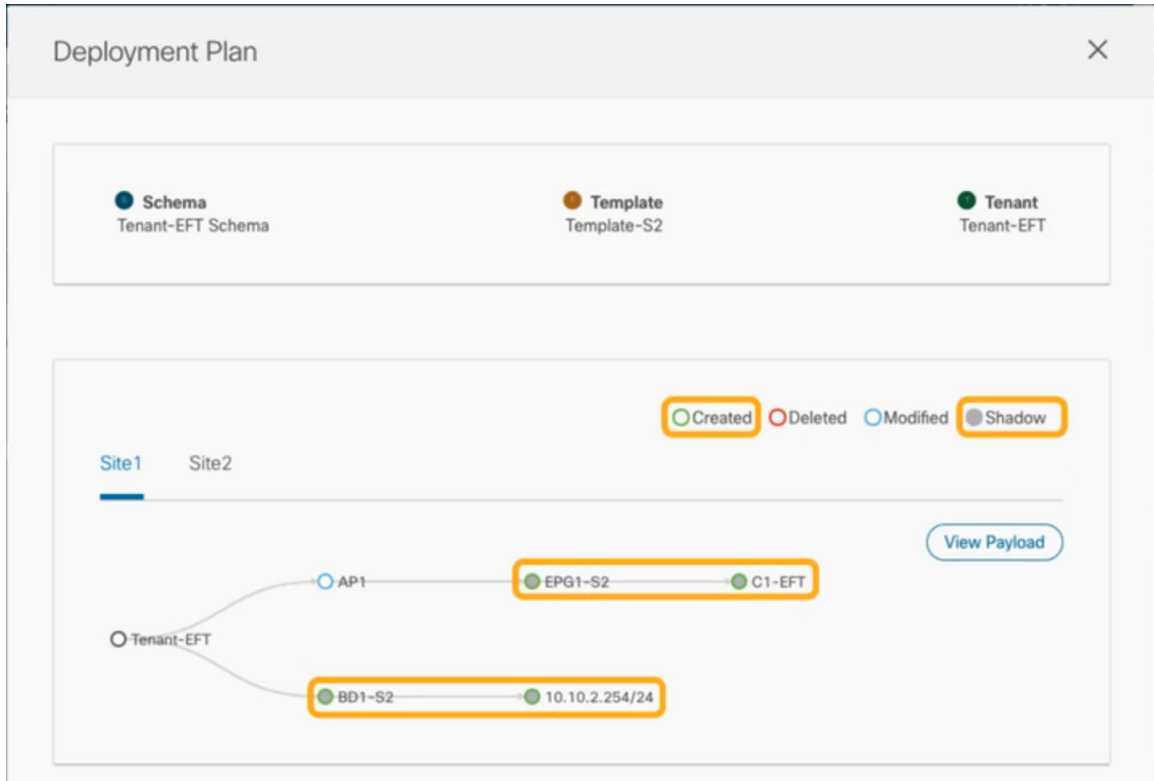 Deployment Plan
Schema
Tenant-EFT Schema
Template
Template-S2
Tenant
Tenant-EFT
Created Deleted Modified Shadow
Site1 Site2
View Payload
AP1 EPG1-S2 C1-EFT
Tenant-EFT
BD1-S2 10.10.2.254/24